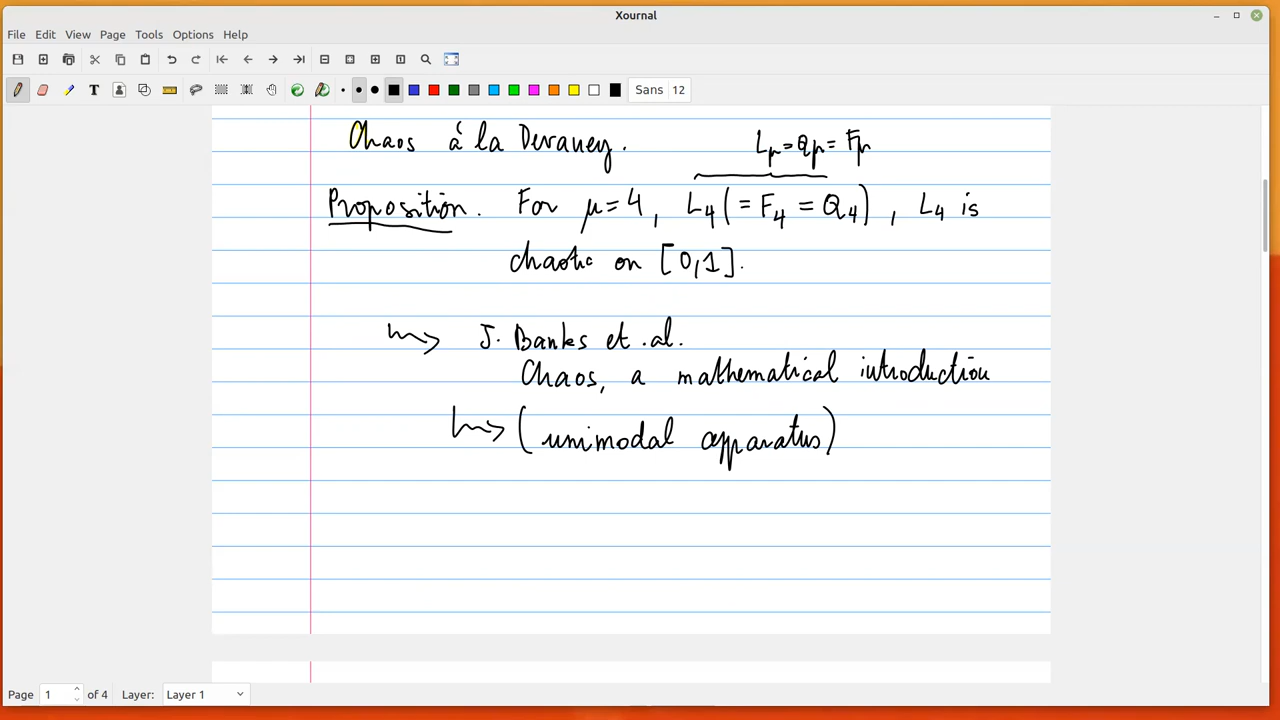 Xournal
File Edit View Page Tools Options Help
Sans 12
Chaos á la Devaney.
Lμ = Qμ = Fμ
Proposition. For μ = 4, L4 (= F4 = Q4), L4 is
chaotic on [0,1].
J. Banks et.al.
Chaos, a mathematical introduction
(unimodal apparatus)
Page 1 of 4 Layer: Layer 1